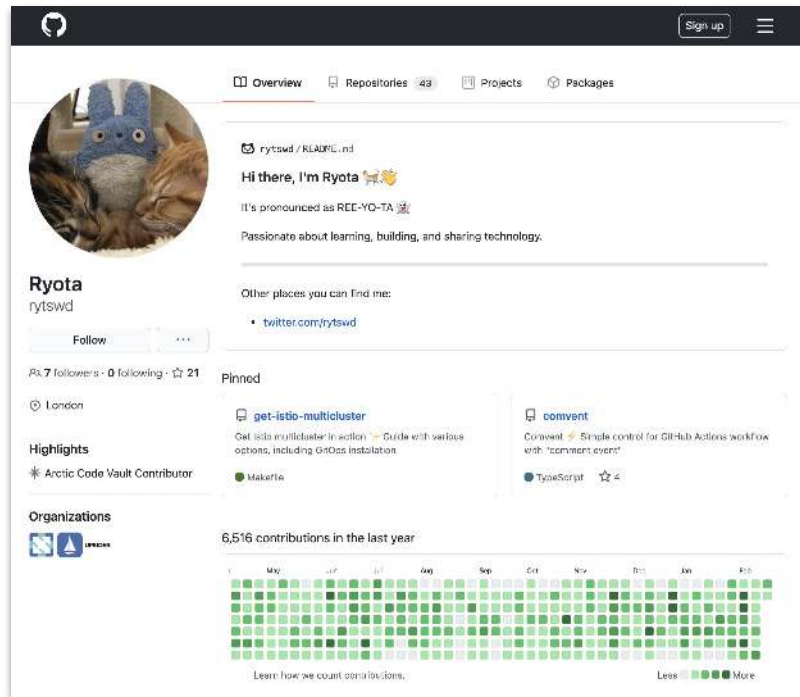 Sign up
Overview
Repositories 43
Projects
Packages
rytswd/README.md
Hi there, I'm Ryota
It's pronounced as REE-YO-TA
Passionate about learning, building, and sharing technology.
Other places you can find me:
• twitter.com/rytswd
Ryota
rytswd
Follow
...
7 followers · 0 following · 21
London
Highlights
Arctic Code Vault Contributor
Organizations
Pinned
get-istio-multicluster
Get Istio multicluster in action ⚡ Guide with various
options, including GitOps installation
Makefile
comvent
Comvent ⚡ Simple control for GitHub Actions workflow
with "comment event"
TypeScript 4
6,516 contributions in the last year
May Jun Jul Aug Sep Oct Nov Dec Jan Feb
Learn how we count contributions.
Less More